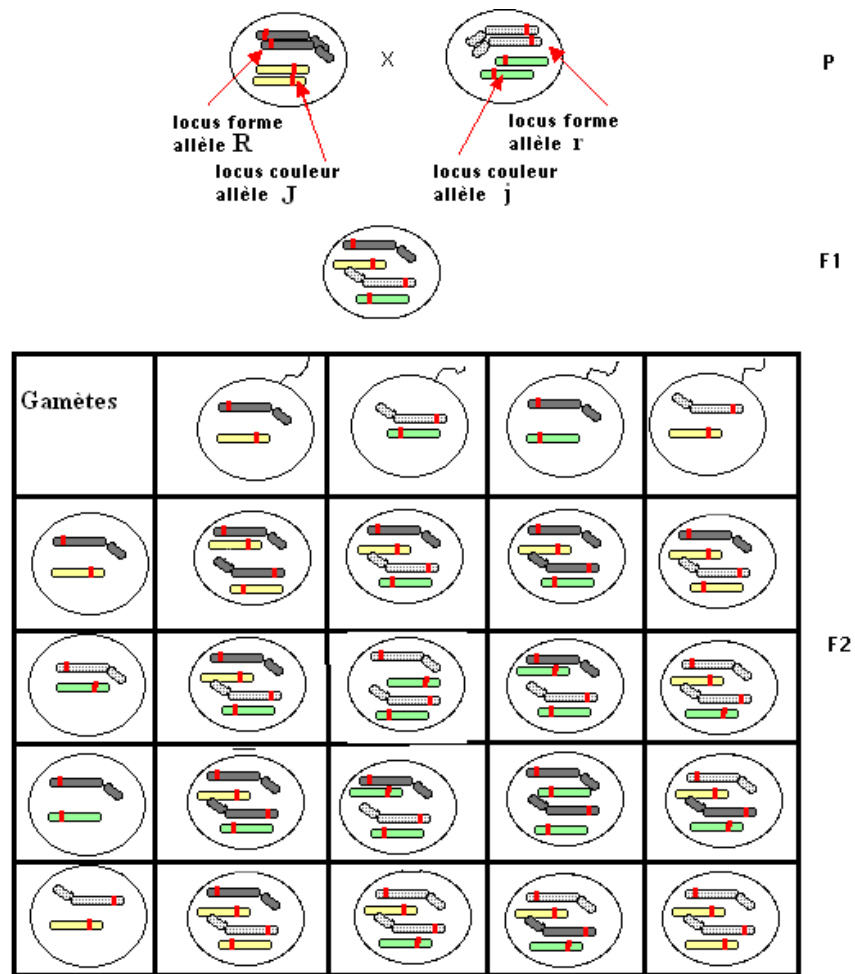 X
P
locus forme
allèle R
locus couleur
allèle J
locus forme
allèle r
locus couleur
allèle j
F1
Gamètes
F2